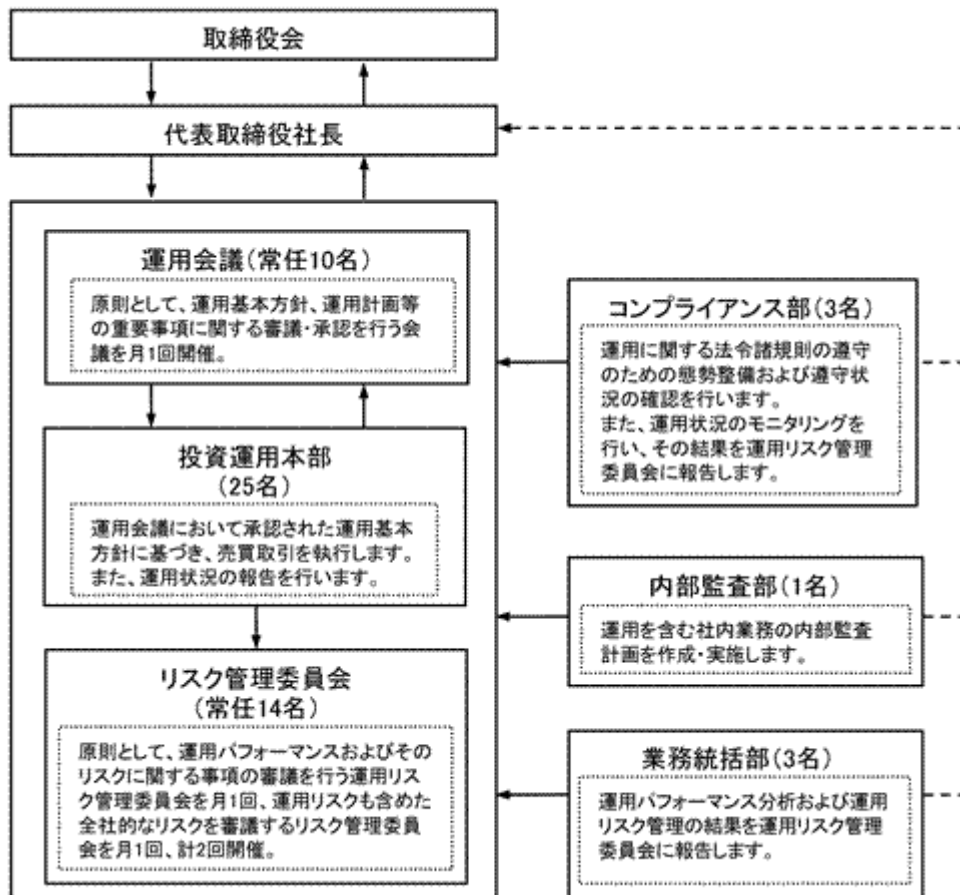 取締役会
代表取締役社長
運用会議(常任10名)
原則として、運用基本方針、運用計画等
の重要事項に関する審議・承認を行う会
議を月1回開催。
投資運用本部
(25名)
運用会議において承認された運用基本
方針に基づき、売買取引を執行します。
また、運用状況の報告を行います。
リスク管理委員会
(常任14名)
原則として、運用パフォーマンスおよびその
リスクに関する事項の審議を行う運用リス
ク管理委員会を月1回、運用リスクも含めた
全社的なリスクを審議するリスク管理委員
会を月1回、計2回開催。
コンプライアンス部(3名)
運用に関する法令諸規則の遵守
のための態勢整備および遵守状
況の確認を行います。
また、運用状況のモニタリングを
行い、その結果を運用リスク管理
委員会に報告します。
内部監査部(1名)
運用を含む社内業務の内部監査
計画を作成・実施します。
業務統括部(3名)
運用パフォーマンス分析および運用
リスク管理の結果を運用リスク管理
委員会に報告します。